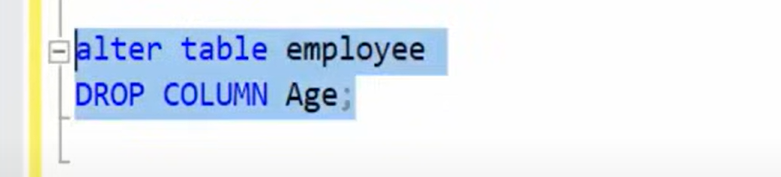 alter table employee
DROP COLUMN Age;